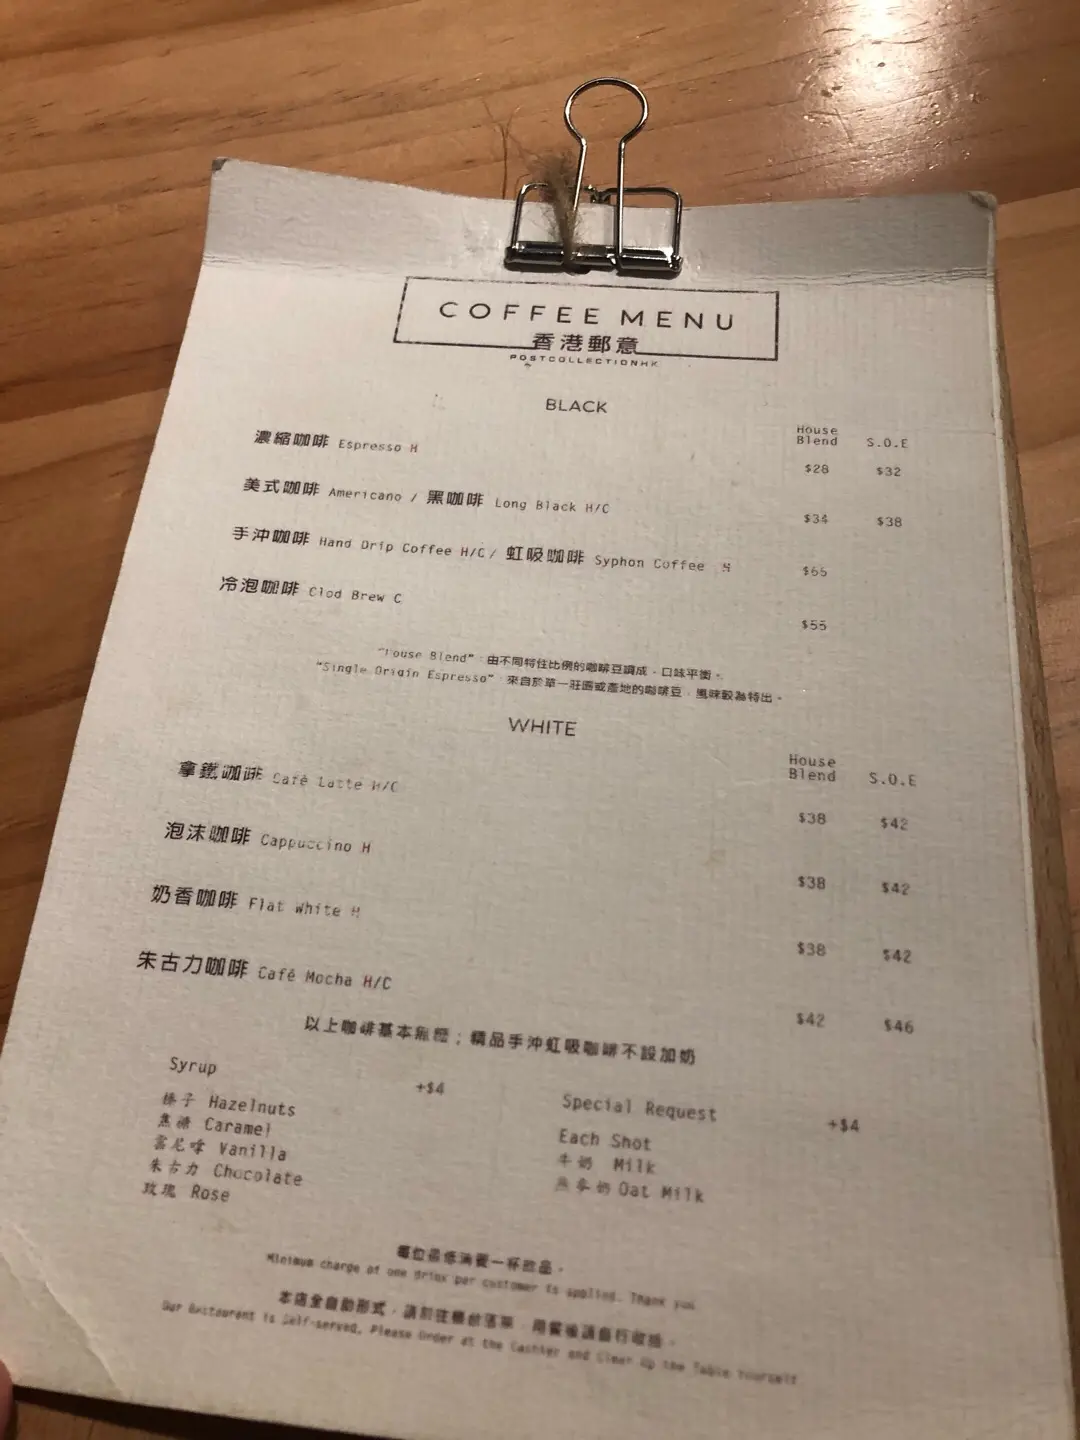 COFFEE MENU
香港郵意
POSTCOLLECTIONHK
BLACK
House Blend S.O.E
濃縮咖啡 Espresso H $28 $32
美式咖啡 Americano / 黑咖啡 Long Black H/C $34 $38
手沖咖啡 Hand Drip Coffee H/C / 虹吸咖啡 Syphon Coffee H
冷泡咖啡 Clod Brew C $55
"House Blend"：由不同特性比例的咖啡豆調成，口味平衡。
"Single Origin Espresso"：來自於單一莊園或產地的咖啡豆，風味較為特出。
WHITE
House Blend S.O.E
拿鐵咖啡 Café Latte H/C $38 $42
泡沫咖啡 Cappuccino H $38 $42
奶香咖啡 Flat White H $38 $42
朱古力咖啡 Café Mocha H/C $42 $46
以上咖啡基本無糖；精品手沖虹吸咖啡不設加奶
Syrup +$4
榛子 Hazelnuts
焦糖 Caramel
雲尼拿 Vanilla
朱古力 Chocolate
玫瑰 Rose
Special Request +$4
Each Shot
牛奶 Milk
燕麥奶 Oat Milk
每位最低消費一杯飲品。
Minimum charge of one drink per customer is applied. Thank you
本店全自助形式，請前往櫃台落單，用餐後請自行收拾。
Our Restaurant is Self-served, Please Order at the Cashier and Clear Up the Table Yourself